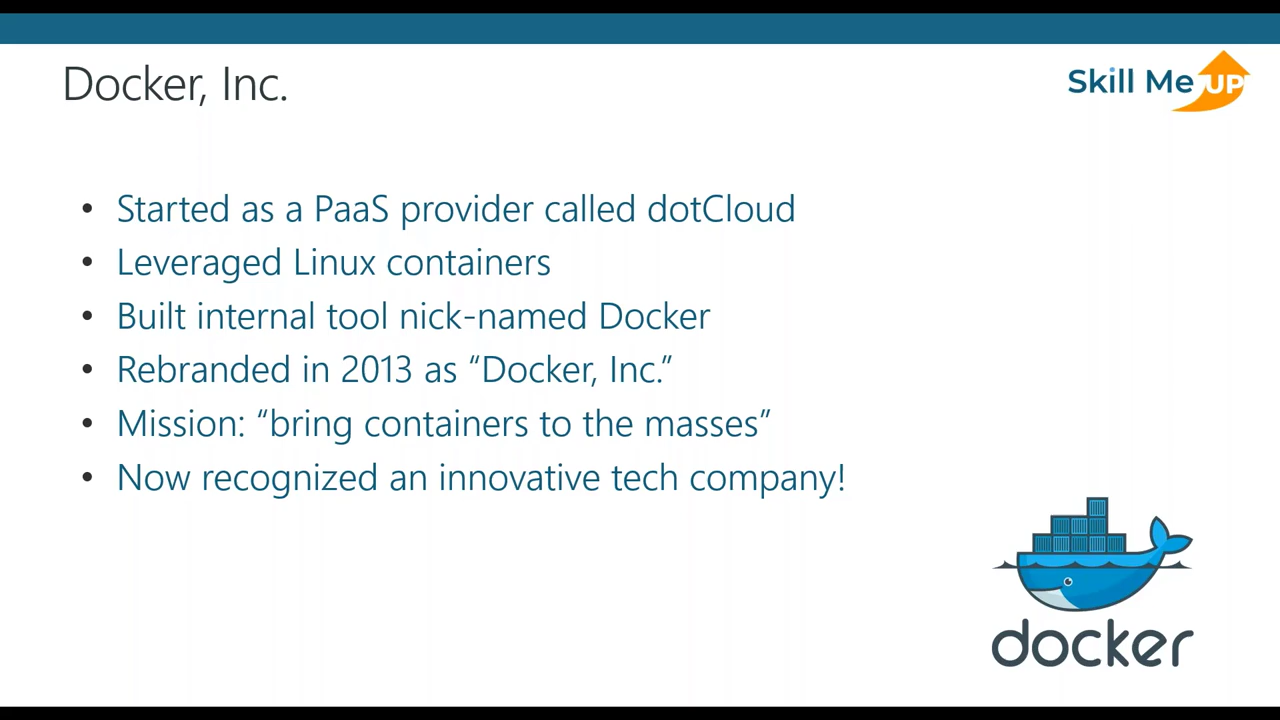 Docker, Inc.
Skill Me UP
• Started as a PaaS provider called dotCloud
• Leveraged Linux containers
• Built internal tool nick-named Docker
• Rebranded in 2013 as “Docker, Inc.”
• Mission: “bring containers to the masses”
• Now recognized an innovative tech company!
docker